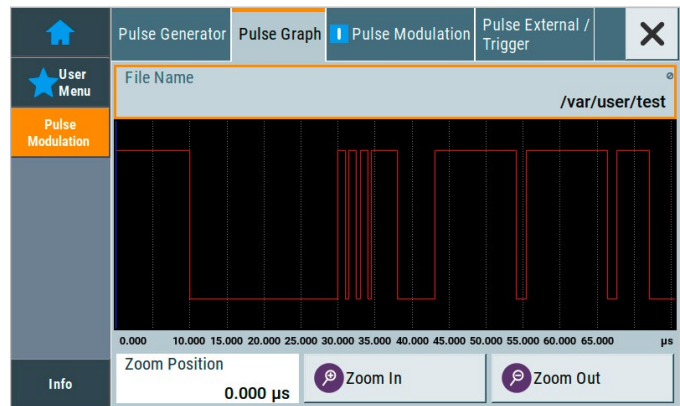 Pulse Generator
Pulse Graph
Pulse Modulation
Pulse External /
Trigger
User
Menu
Pulse
Modulation
File Name
/var/user/test
0.000 10.000 15.000 20.000 25.000 30.000 35.000 40.000 45.000 50.000 55.000 60.000 65.000 µs
Info
Zoom Position
0.000 µs
Zoom In
Zoom Out